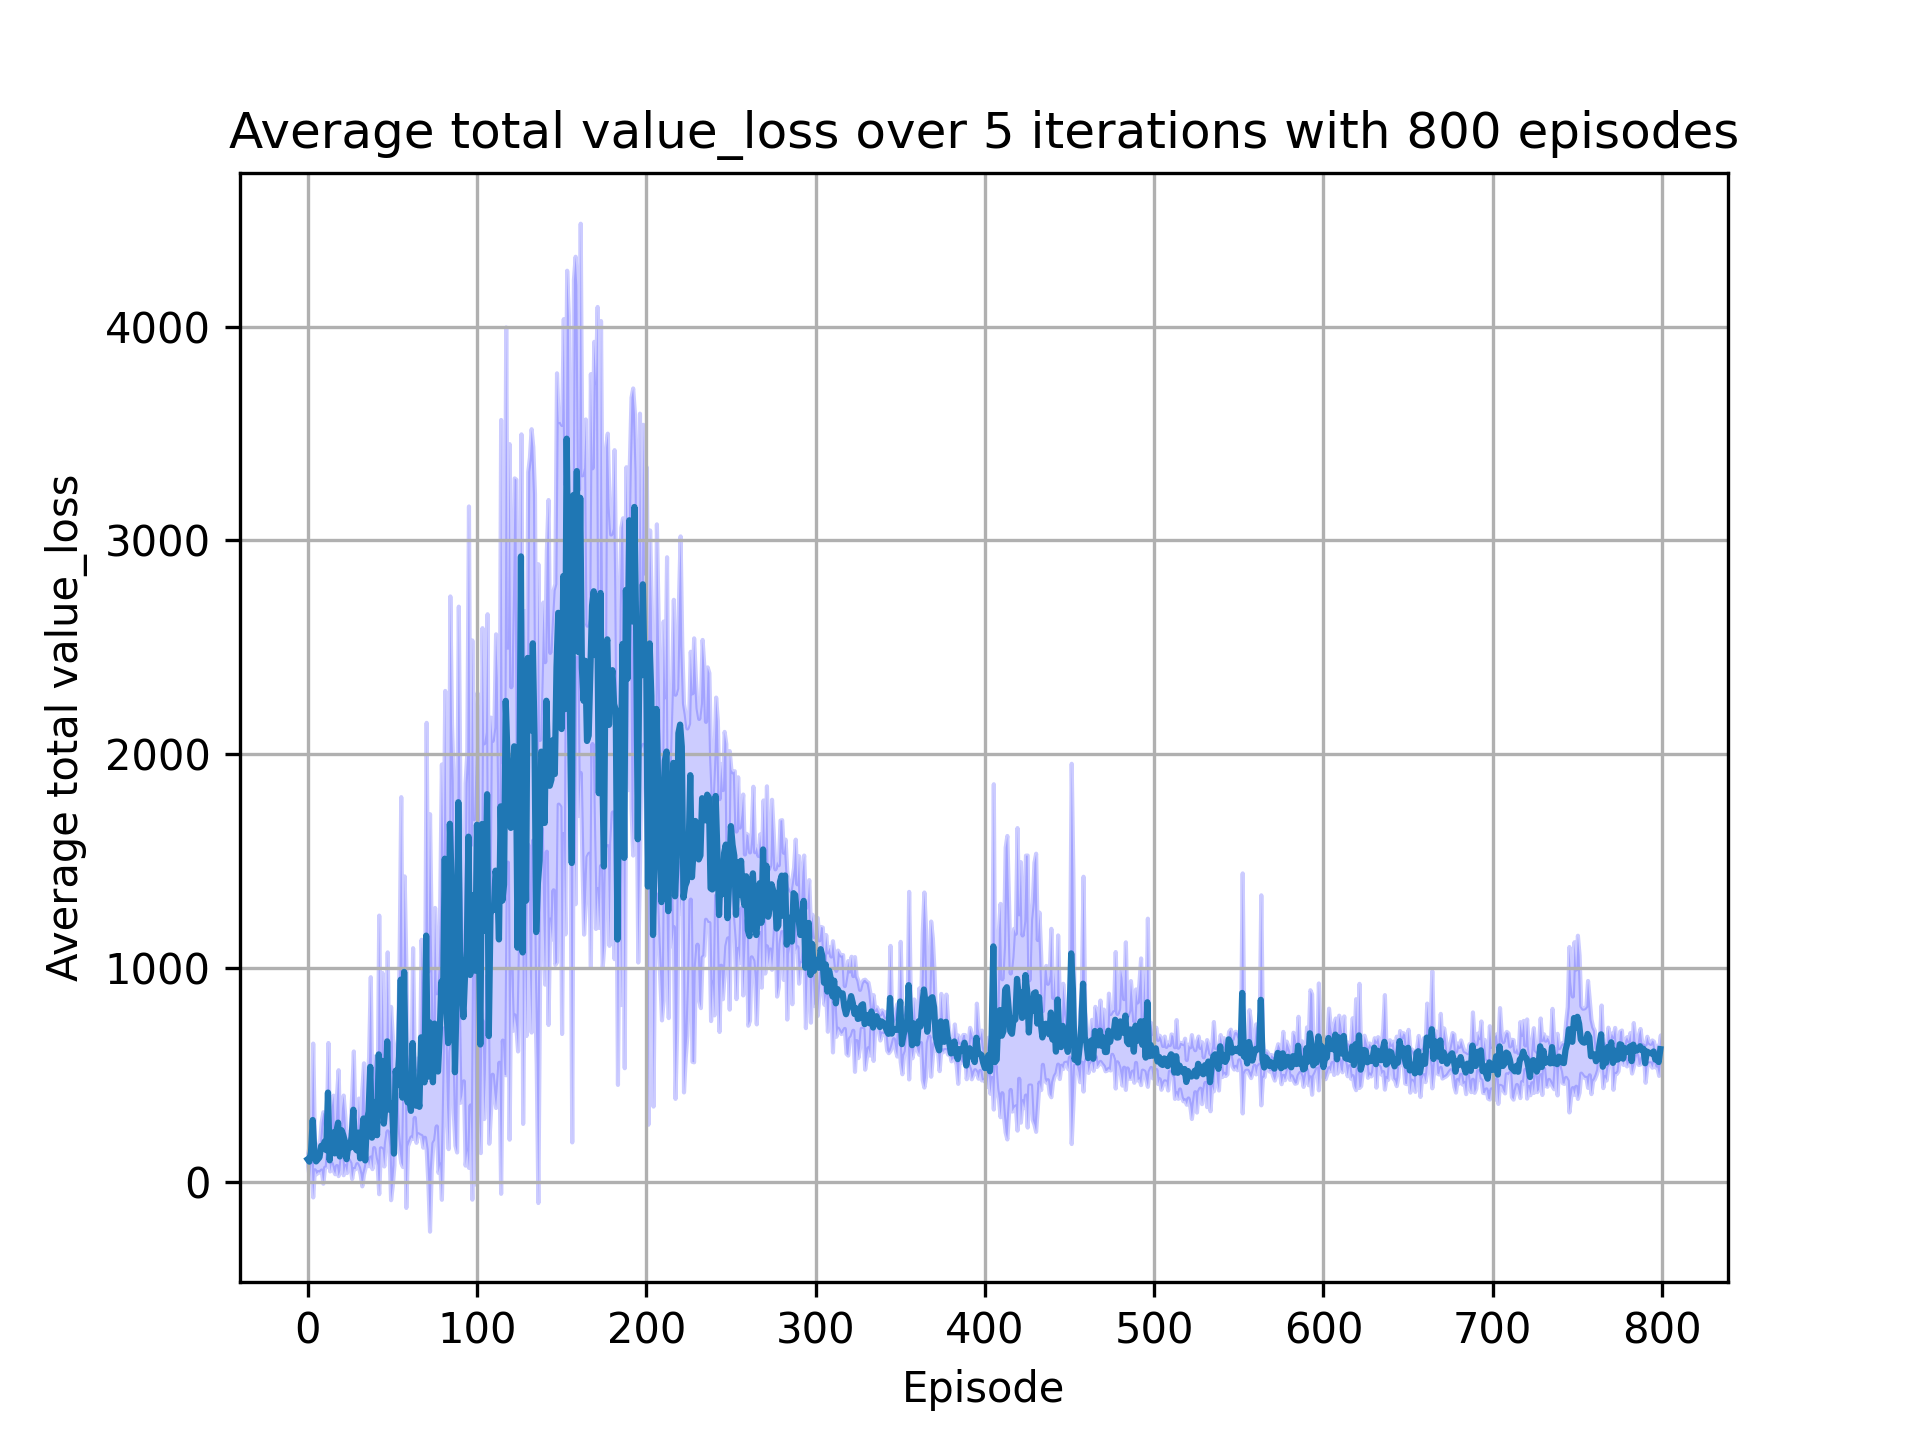 Average total value_loss over 5 iterations with 800 episodes
Average total value_loss
4000
3000
2000
1000
0
0 100 200 300 400 500 600 700 800
Episode